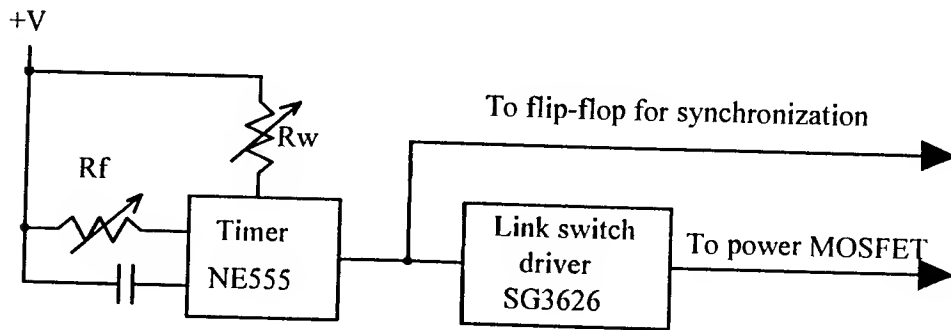 +V
To flip-flop for synchronization
Rw
Rf
Timer
NE555
Link switch
driver
SG3626
To power MOSFET